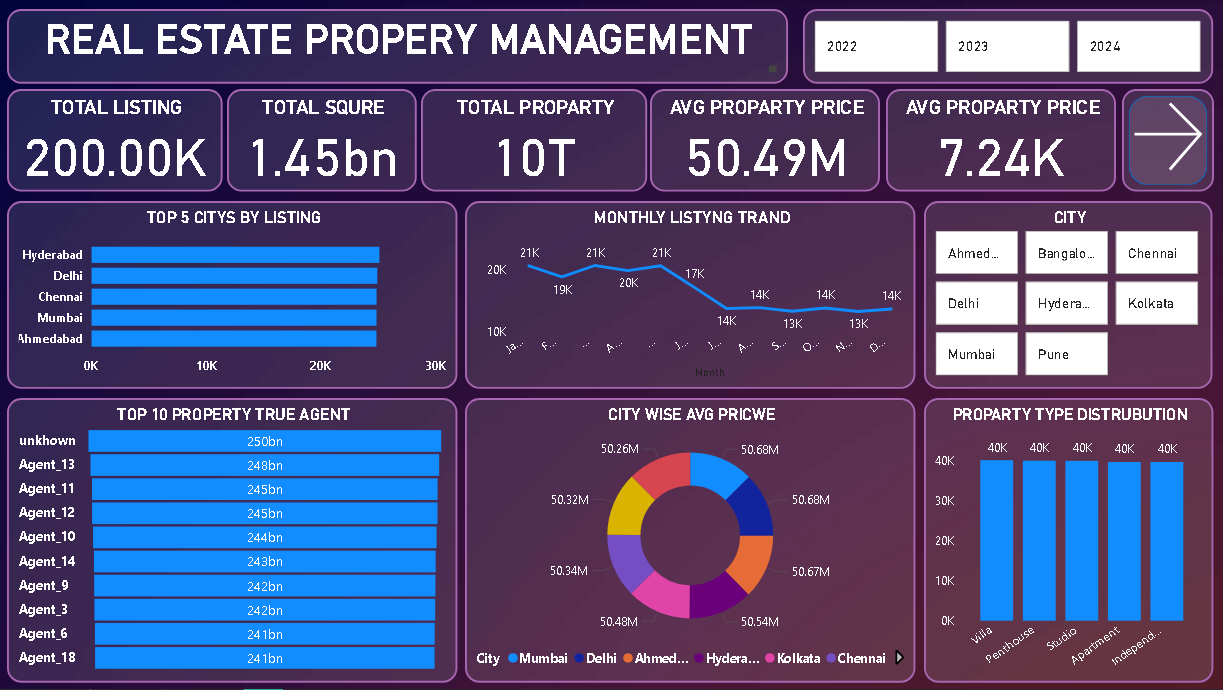 REAL ESTATE PROPERY MANAGEMENT
2022
2023
2024
TOTAL LISTING
200.00K
TOTAL SQURE
1.45bn
TOTAL PROPARTY
10T
AVG PROPARTY PRICE
50.49M
AVG PROPARTY PRICE
7.24K
TOP 5 CITYS BY LISTING
Hyderabad
Delhi
Chennai
Mumbai
Ahmedabad
0K 10K 20K 30K
MONTHLY LISTYNG TRAND
20K
10K
21K 19K 21K 20K 21K 17K 14K 14K 13K 14K 13K 14K
Ja... F... ... A... ... J... J... A... S... O... N... D...
Month
CITY
Ahmed... Bangalo... Chennai
Delhi Hydera... Kolkata
Mumbai Pune
TOP 10 PROPERTY TRUE AGENT
unkhown 250bn
Agent_13 248bn
Agent_11 245bn
Agent_12 245bn
Agent_10 244bn
Agent_14 243bn
Agent_9 242bn
Agent_3 242bn
Agent_6 241bn
Agent_18 241bn
CITY WISE AVG PRICWE
50.26M 50.68M
50.32M 50.68M
50.34M 50.67M
50.48M 50.54M
City Mumbai Delhi Ahmed... Hydera... Kolkata Chennai
PROPARTY TYPE DISTRUBUTION
40K 40K 40K 40K 40K
40K
30K
20K
10K
0K
Villa Penthouse Studio Apartment Independ...